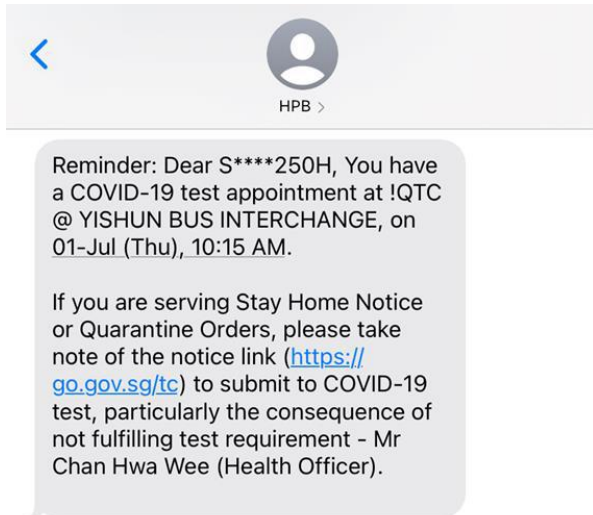 HPB >
Reminder: Dear S****250H, You have
a COVID-19 test appointment at !QTC
@ YISHUN BUS INTERCHANGE, on
01-Jul (Thu), 10:15 AM.
If you are serving Stay Home Notice
or Quarantine Orders, please take
note of the notice link (https://
go.gov.sg/tc) to submit to COVID-19
test, particularly the consequence of
not fulfilling test requirement - Mr
Chan Hwa Wee (Health Officer).